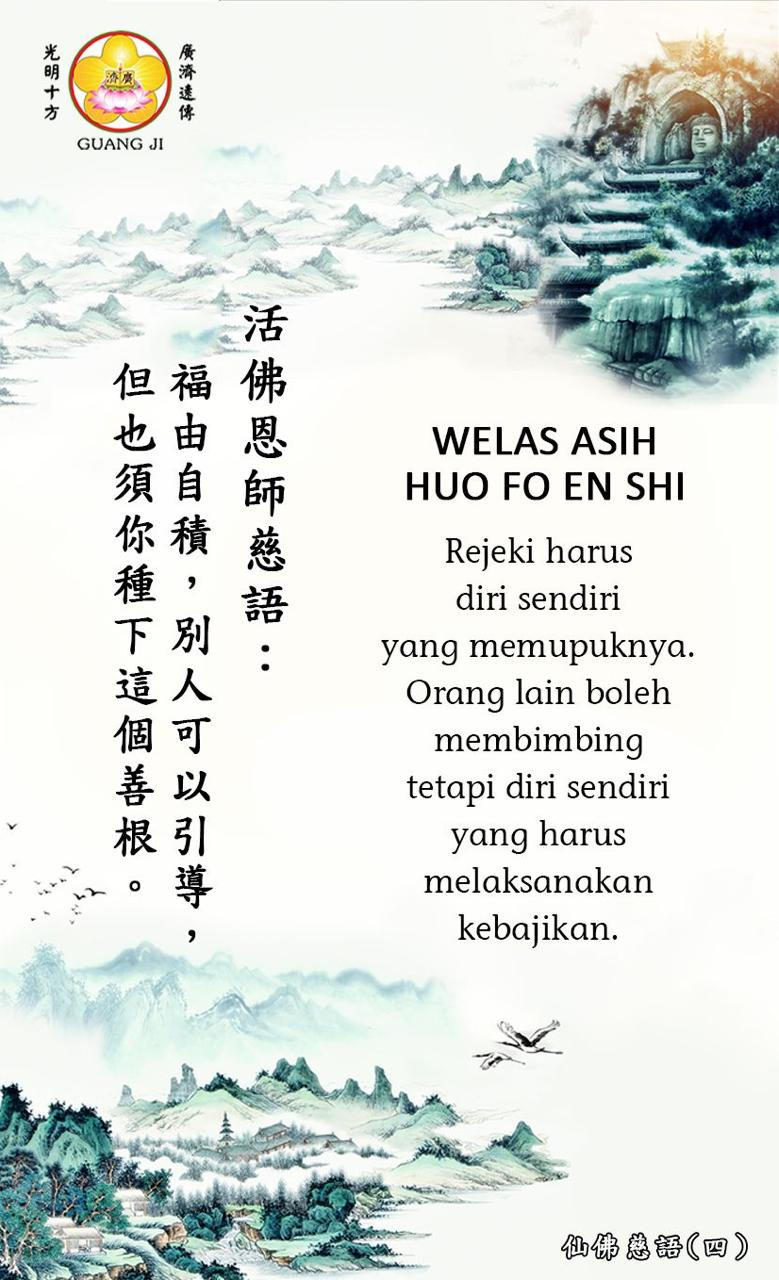 廣濟遠傳
光明十方
廣濟
GUANG JI
活佛恩師慈語：
福由自積，別人可以引導，
但也須你種下這個善根。
WELAS ASIH
HUO FO EN SHI
Rejeki harus
diri sendiri
yang memupuknya.
Orang lain boleh
membimbing
tetapi diri sendiri
yang harus
melaksanakan
kebajikan.
仙佛慈語(四)